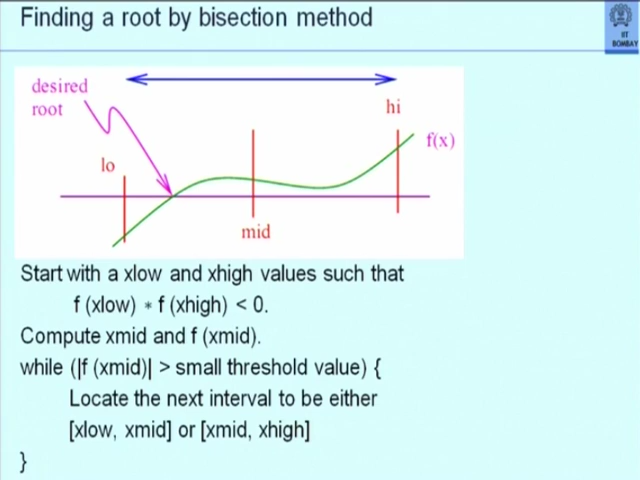 Finding a root by bisection method
IIT
BOMBAY
desired
root
hi
f(x)
lo
mid
Start with a xlow and xhigh values such that
f (xlow) * f (xhigh) < 0.
Compute xmid and f (xmid).
while (|f (xmid)| > small threshold value) {
Locate the next interval to be either
[xlow, xmid] or [xmid, xhigh]
}